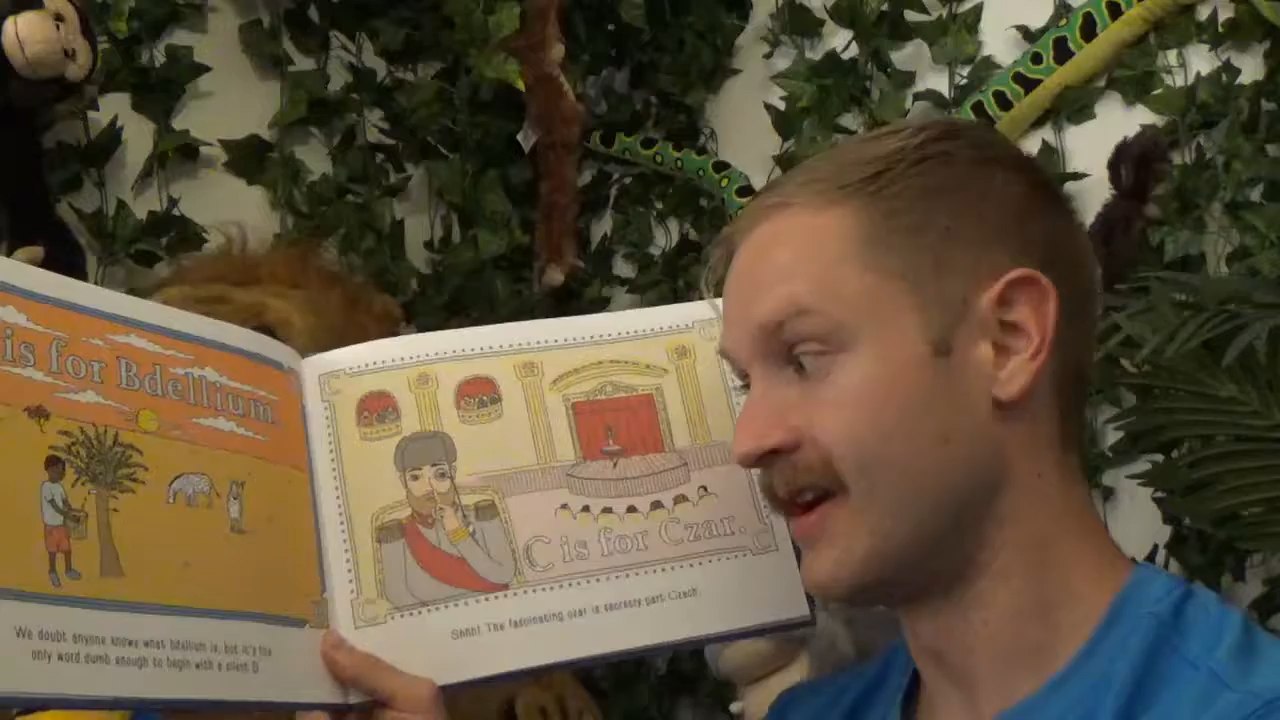 is for Bdellium
We doubt anyone knows what bdellium is, but it's the
only word dumb enough to begin with a silent B
C is for Czar.
Shhh! The fascinating czar is secretly part Czech.